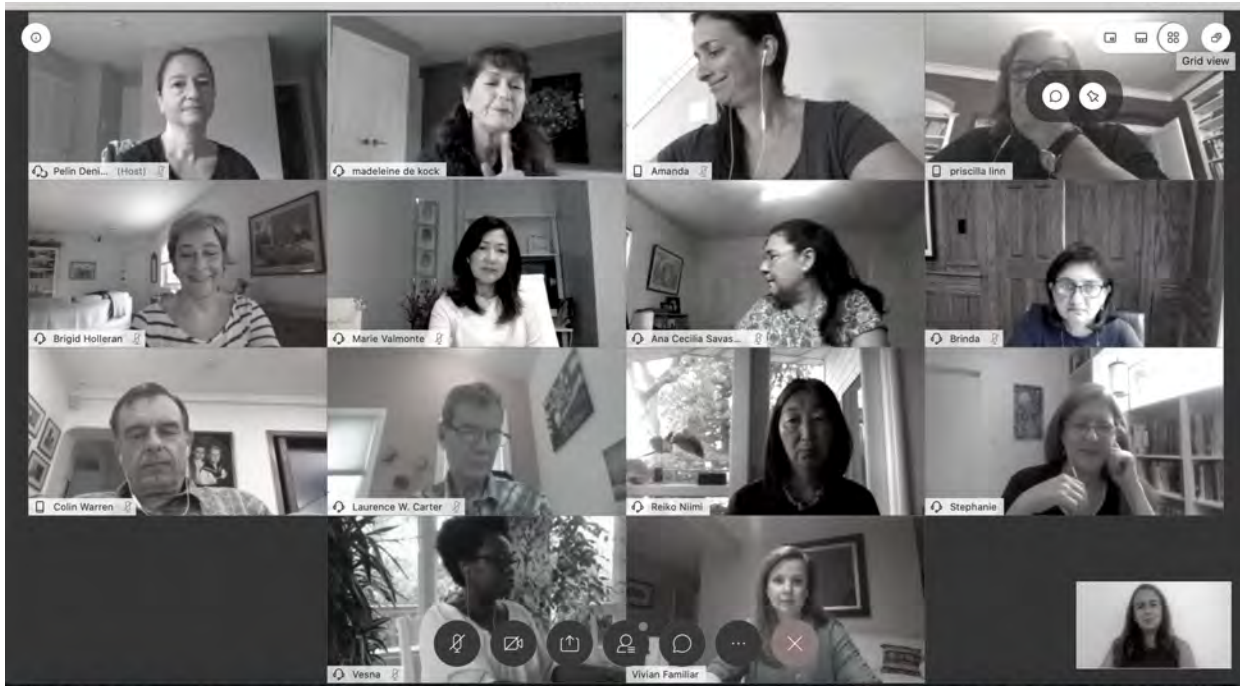 Grid view
Pelin Deni... (Host)
madeleine de kock
Amanda
priscilla linn
Brigid Holleran
Marie Valmonte
Ana Cecilia Savas...
Brinda
Colin Warren
Laurence W. Carter
Reiko Niimi
Stephanie
Vesna
Vivian Familiar